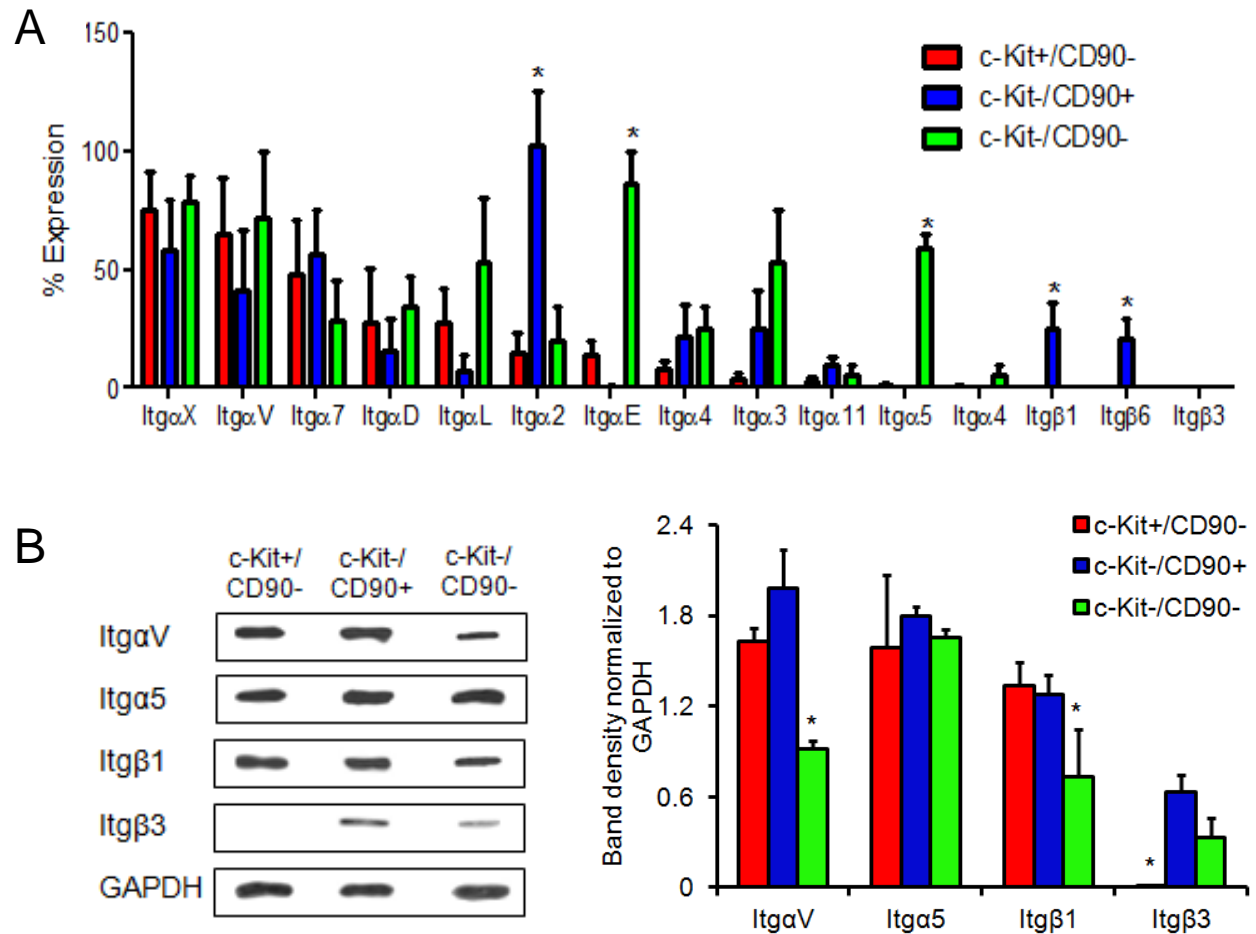 A
150
100
50
0
% Expression
*
*
*
*
*
c-Kit+/CD90-
c-Kit-/CD90+
c-Kit-/CD90-
ItgαX ItgαV Itgα7 ItgαD ItgαL Itgα2 ItgαE Itgα4 Itgα3 Itgα11 Itgα5 Itgα4 Itgβ1 Itgβ6 Itgβ3
B
c-Kit+/ c-Kit-/ c-Kit-/
CD90- CD90+ CD90-
ItgαV
Itgα5
Itgβ1
Itgβ3
GAPDH
Band density normalized to
GAPDH
2.4
1.8
1.2
0.6
0
*
*
*
c-Kit+/CD90-
c-Kit-/CD90+
c-Kit-/CD90-
ItgαV Itgα5 Itgβ1 Itgβ3